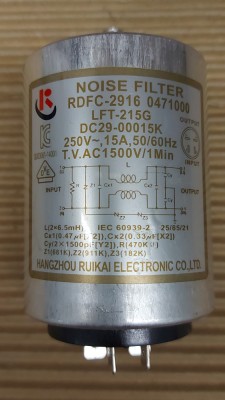 NOISE FILTER
RDFC-2916 0471000
LFT-215G
DC29-00015K
250V~,15A,50/60Hz
T.V.AC1500V/1Min
INPUT
OUTPUT
L
L(2×6.5mH) IEC 60939-2 25/85/21
Cx1(0.47μF[X2]),Cx2(0.33μF[X2])
Cy(2×1500pF[Y2]),R(470KΩ)
Z1(681K),Z2(911K),Z3(182K)
HANGZHOU RUIKAI ELECTRONIC CO.,LTD.